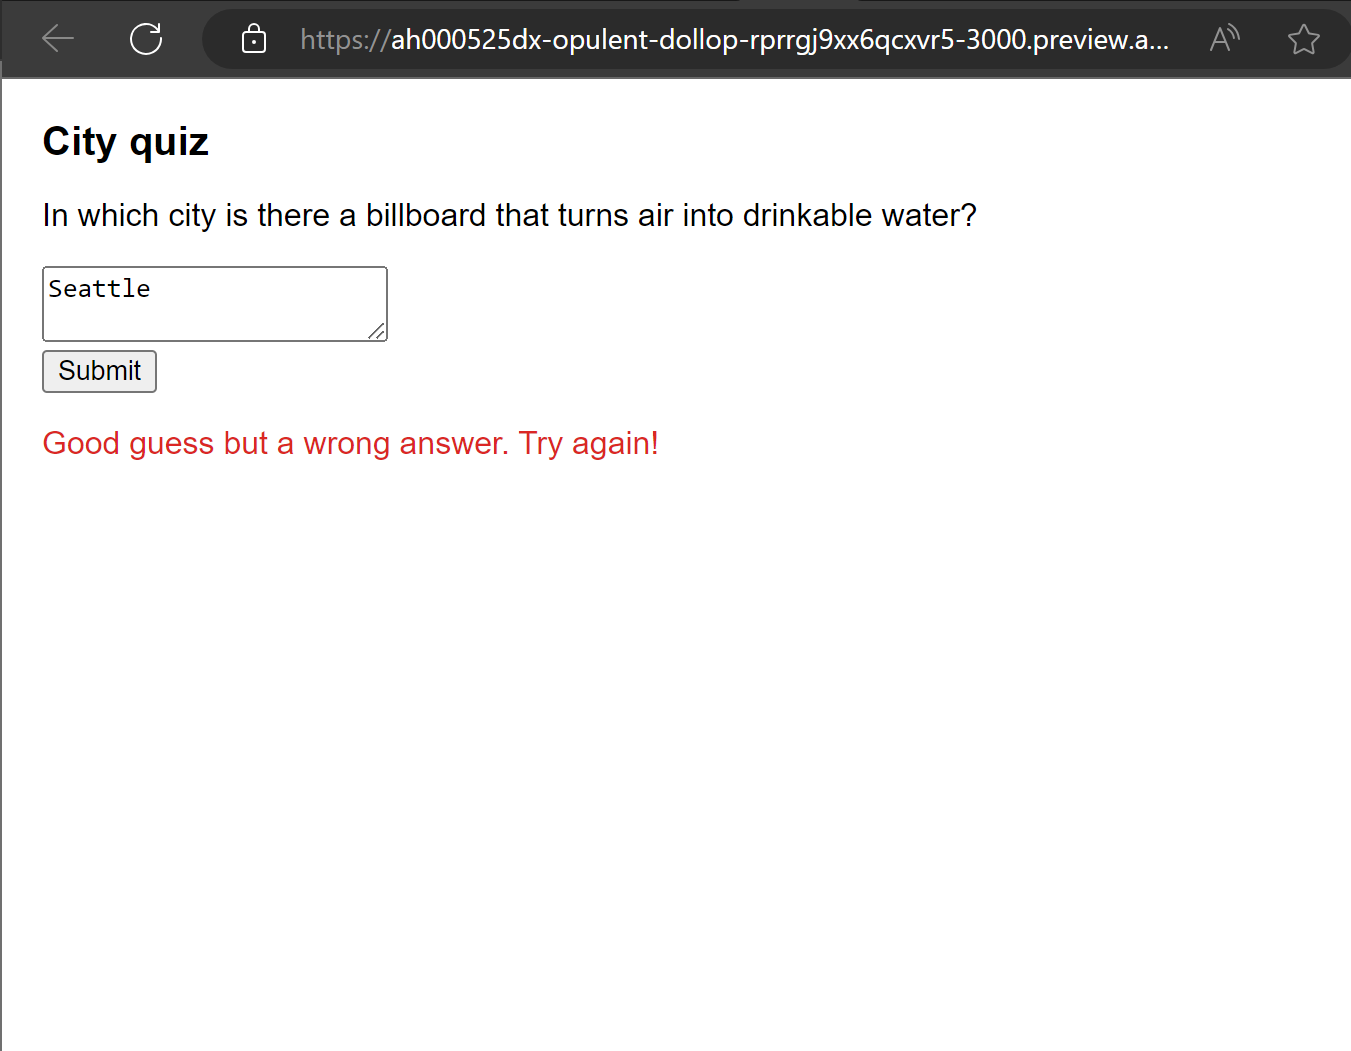 https://ah000525dx-opulent-dollop-rprrgj9xx6qcxvr5-3000.preview.a...
City quiz
In which city is there a billboard that turns air into drinkable water?
Seattle
Submit
Good guess but a wrong answer. Try again!